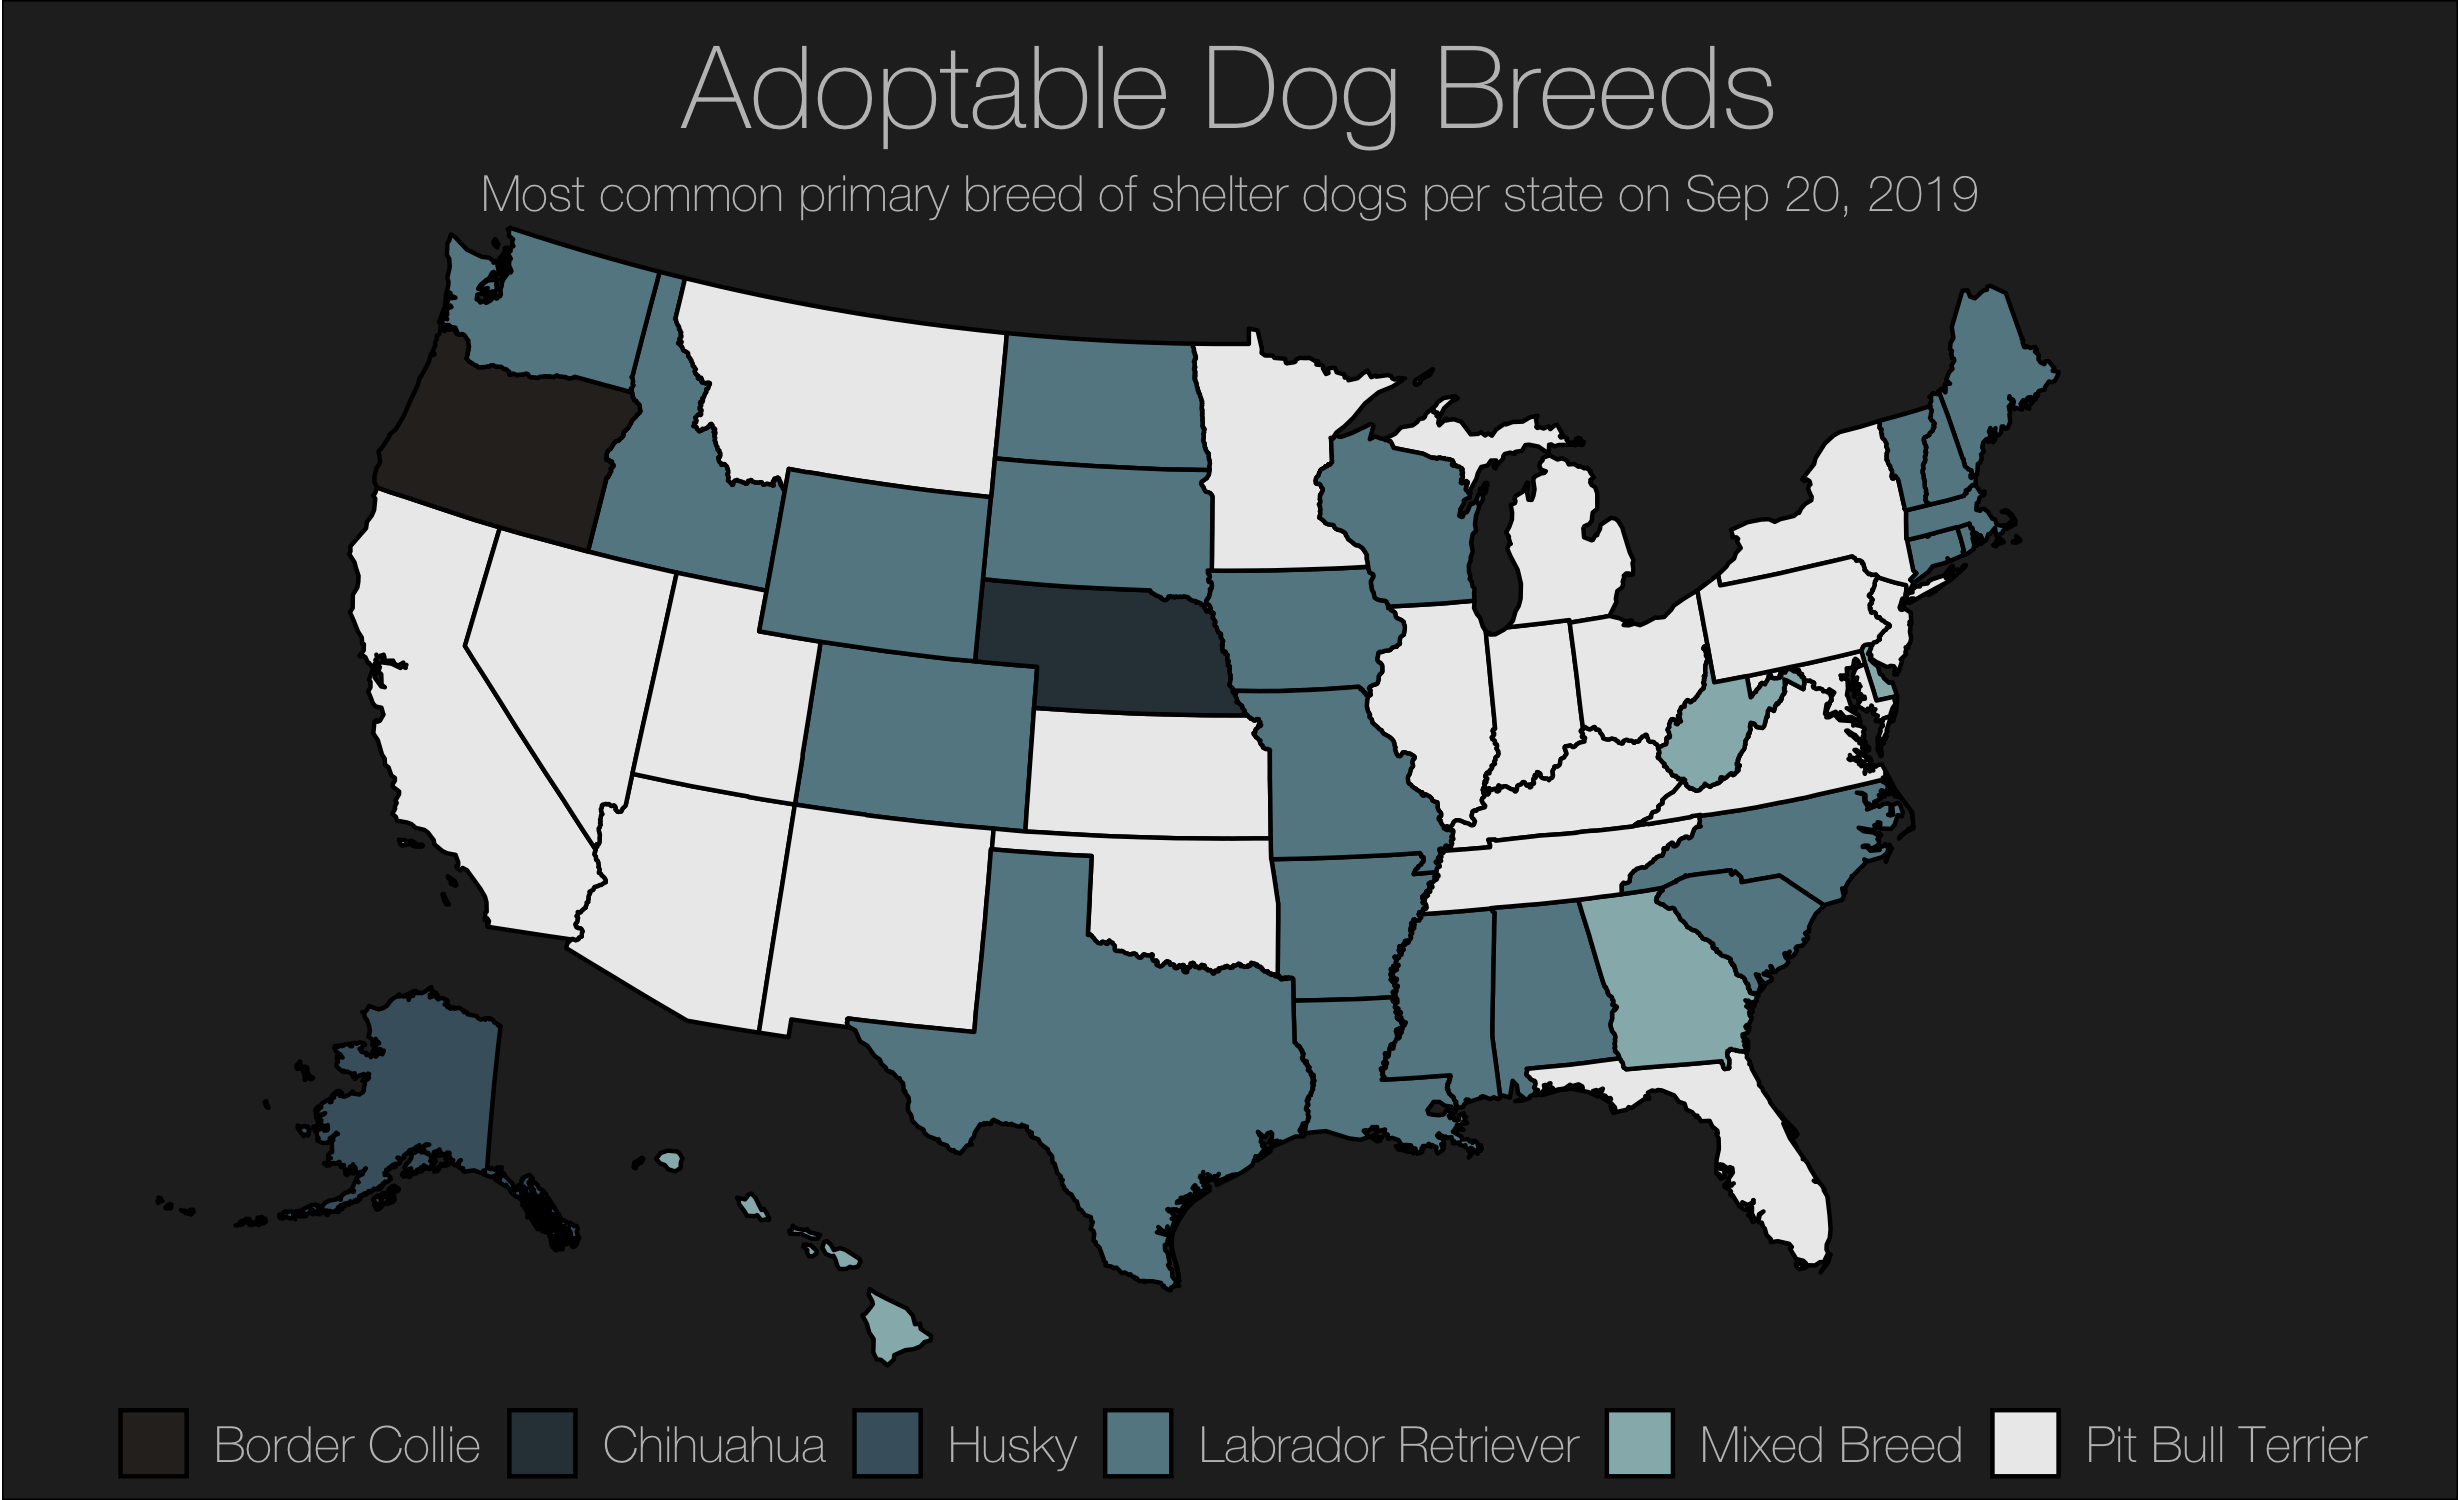 Adoptable Dog Breeds
Most common primary breed of shelter dogs per state on Sep 20, 2019
Border Collie Chihuahua Husky Labrador Retriever Mixed Breed Pit Bull Terrier